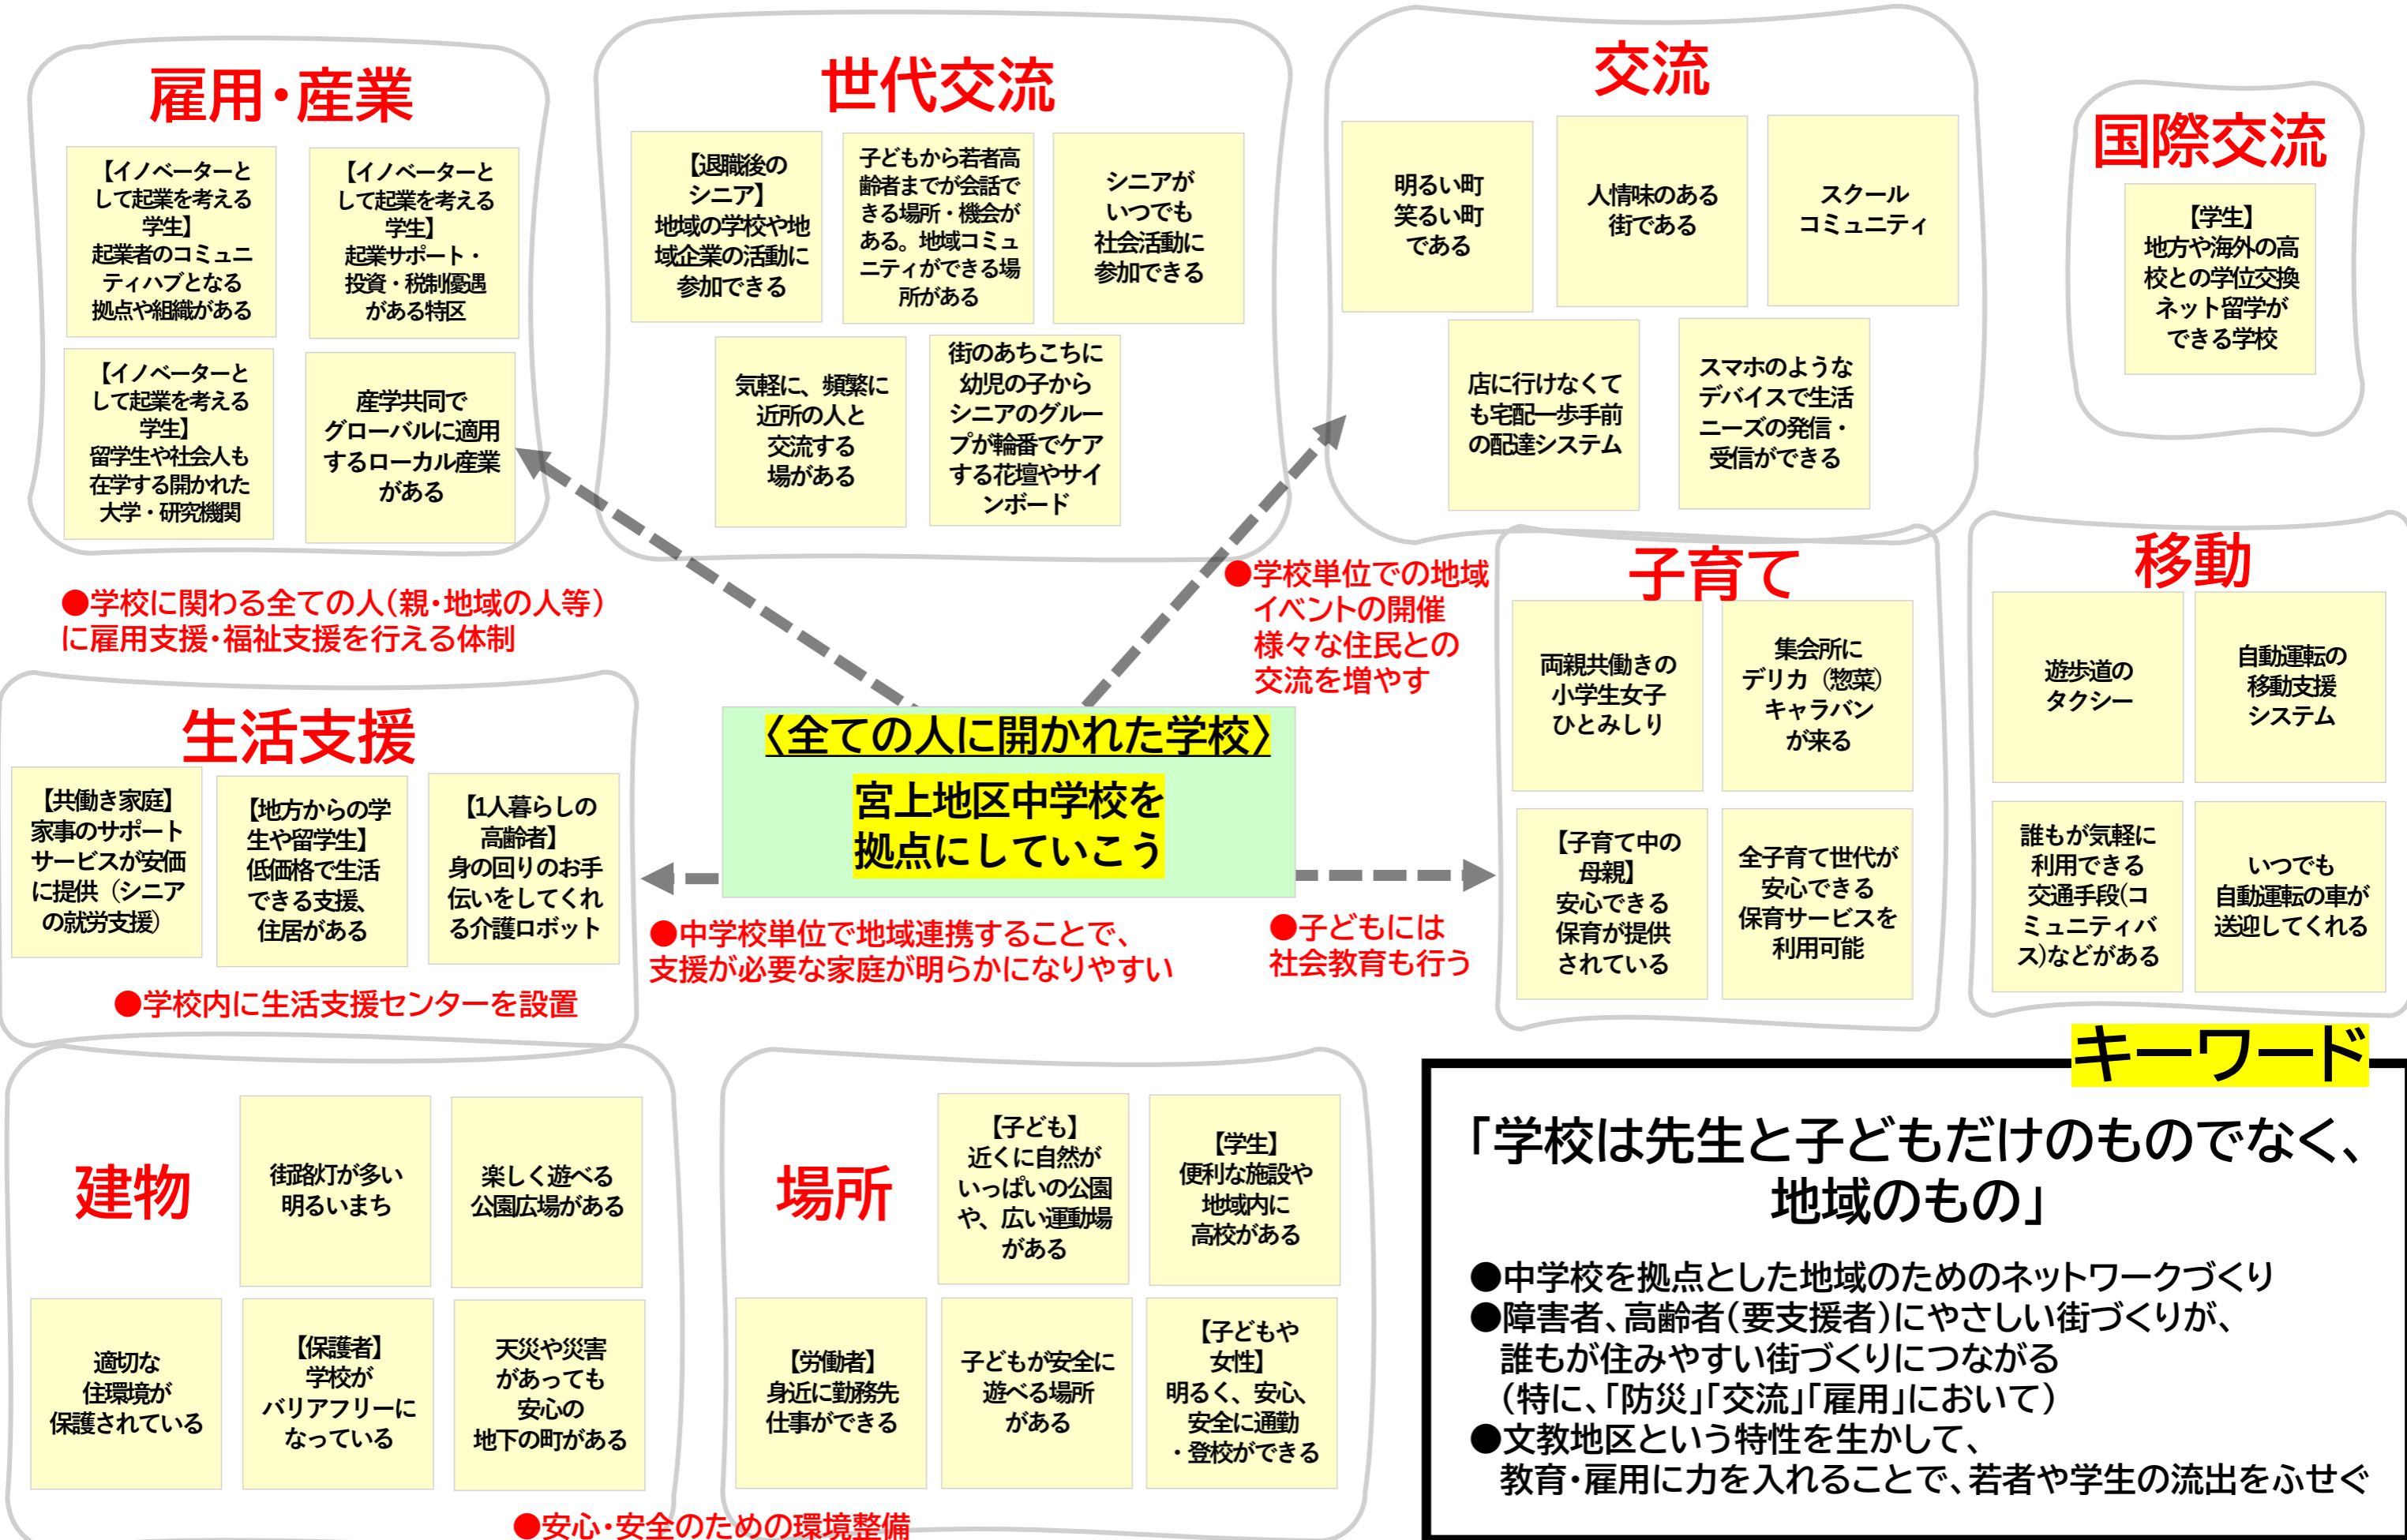 雇用・産業
【イノベーターと
して起業を考える
学生】
起業者のコミュニ
ティハブとなる
拠点や組織がある
【イノベーターと
して起業を考える
学生】
起業サポート・
投資・税制優遇
がある特区
【イノベーターと
して起業を考える
学生】
留学生や社会人も
在学する開かれた
大学・研究機関
産学共同で
グローバルに適用
するローカル産業
がある
●学校に関わる全ての人（親・地域の人等）
に雇用支援・福祉支援を行える体制
世代交流
【退職後の
シニア】
地域の学校や地
域企業の活動に
参加できる
子どもから若者高
齢者までが会話で
きる場所・機会が
ある。地域コミュ
ニティができる場
所がある
シニアが
いつでも
社会活動に
参加できる
気軽に、頻繁に
近所の人と
交流する
場がある
街のあちこちに
幼児の子から
シニアのグルー
プが輪番でケア
する花壇やサイ
ンボード
交流
明るい町
笑るい町
である
人情味のある
街である
スクール
コミュニティ
店に行けなくて
も宅配一歩手前
の配達システム
スマホのような
デバイスで生活
ニーズの発信・
受信ができる
●学校単位での地域
イベントの開催
様々な住民との
交流を増やす
国際交流
【学生】
地方や海外の高
校との学位交換
ネット留学が
できる学校
生活支援
【共働き家庭】
家事のサポート
サービスが安価
に提供（シニア
の就労支援）
【地方からの学
生や留学生】
低価格で生活
できる支援、
住居がある
【1人暮らしの
高齢者】
身の回りのお手
伝いをしてくれ
る介護ロボット
●学校内に生活支援センターを設置
〈全ての人に開かれた学校〉
宮上地区中学校を
拠点にしていこう
●中学校単位で地域連携することで、
支援が必要な家庭が明らかになりやすい
●子どもには
社会教育も行う
子育て
両親共働きの
小学生女子
ひとみしり
集会所に
デリカ（惣菜）
キャラバン
が来る
【子育て中の
母親】
安心できる
保育が提供
されている
全子育て世代が
安心できる
保育サービスを
利用可能
移動
遊歩道の
タクシー
自動運転の
移動支援
システム
誰もが気軽に
利用できる
交通手段(コ
ミュニティバ
ス)などがある
いつでも
自動運転の車が
送迎してくれる
建物
街路灯が多い
明るいまち
楽しく遊べる
公園広場がある
適切な
住環境が
保護されている
【保護者】
学校が
バリアフリーに
なっている
天災や災害
があっても
安心の
地下の町がある
●安心・安全のための環境整備
場所
【子ども】
近くに自然が
いっぱいの公園
や、広い運動場
がある
【学生】
便利な施設や
地域内に
高校がある
【労働者】
身近に勤務先
仕事ができる
子どもが安全に
遊べる場所
がある
【子どもや
女性】
明るく、安心、
安全に通勤
・登校ができる
キーワード
「学校は先生と子どもだけのものでなく、
地域のもの」
●中学校を拠点とした地域のためのネットワークづくり
●障害者、高齢者（要支援者）にやさしい街づくりが、
誰もが住みやすい街づくりにつながる
（特に、「防災」「交流」「雇用」において）
●文教地区という特性を生かして、
教育・雇用に力を入れることで、若者や学生の流出をふせぐ